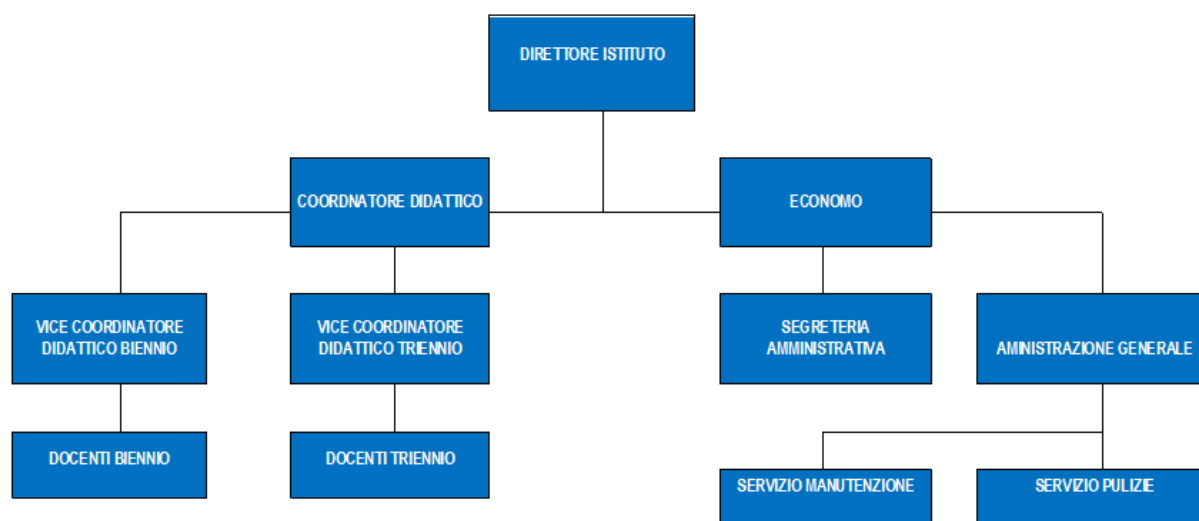 DIRETTORE ISTITUTO
COORDNATORE DIDATTICO
ECONOMO
VICE COORDINATORE
DIDATTICO BIENNIO
VICE COORDINATORE
DIDATTICO TRIENNIO
SEGRETERIA
AMMINISTRATIVA
AMINISTRAZIONE GENERALE
DOCENTI BIENNIO
DOCENTI TRIENNIO
SERVIZIO MANUTENZIONE
SERVIZIO PULIZIE